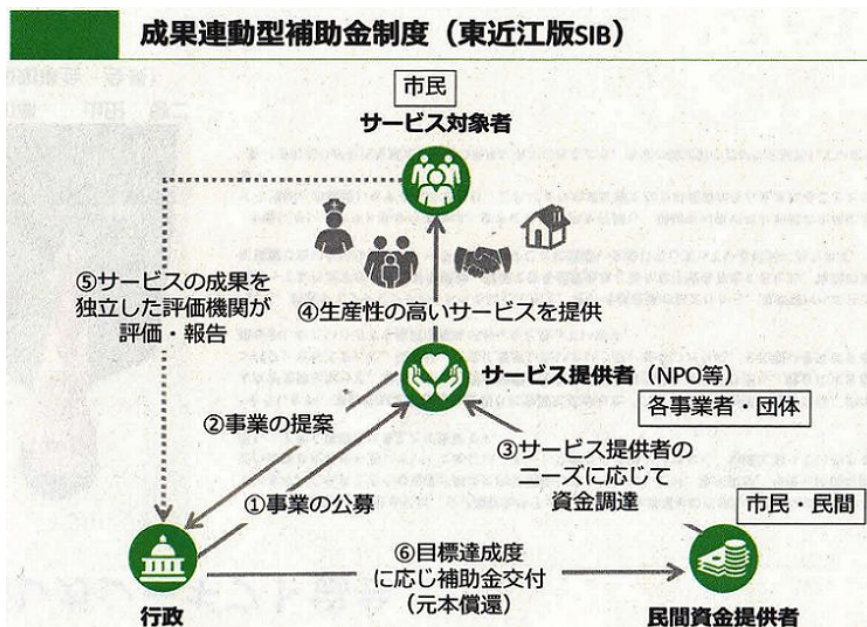 成果連動型補助金制度（東近江版SIB）
市民
サービス対象者
⑤サービスの成果を
独立した評価機関が
評価・報告
④生産性の高いサービスを提供
サービス提供者（NPO等）
各事業者・団体
②事業の提案
③サービス提供者の
ニーズに応じて
資金調達
①事業の公募
市民・民間
⑥目標達成度
に応じ補助金交付
（元本償還）
行政
民間資金提供者